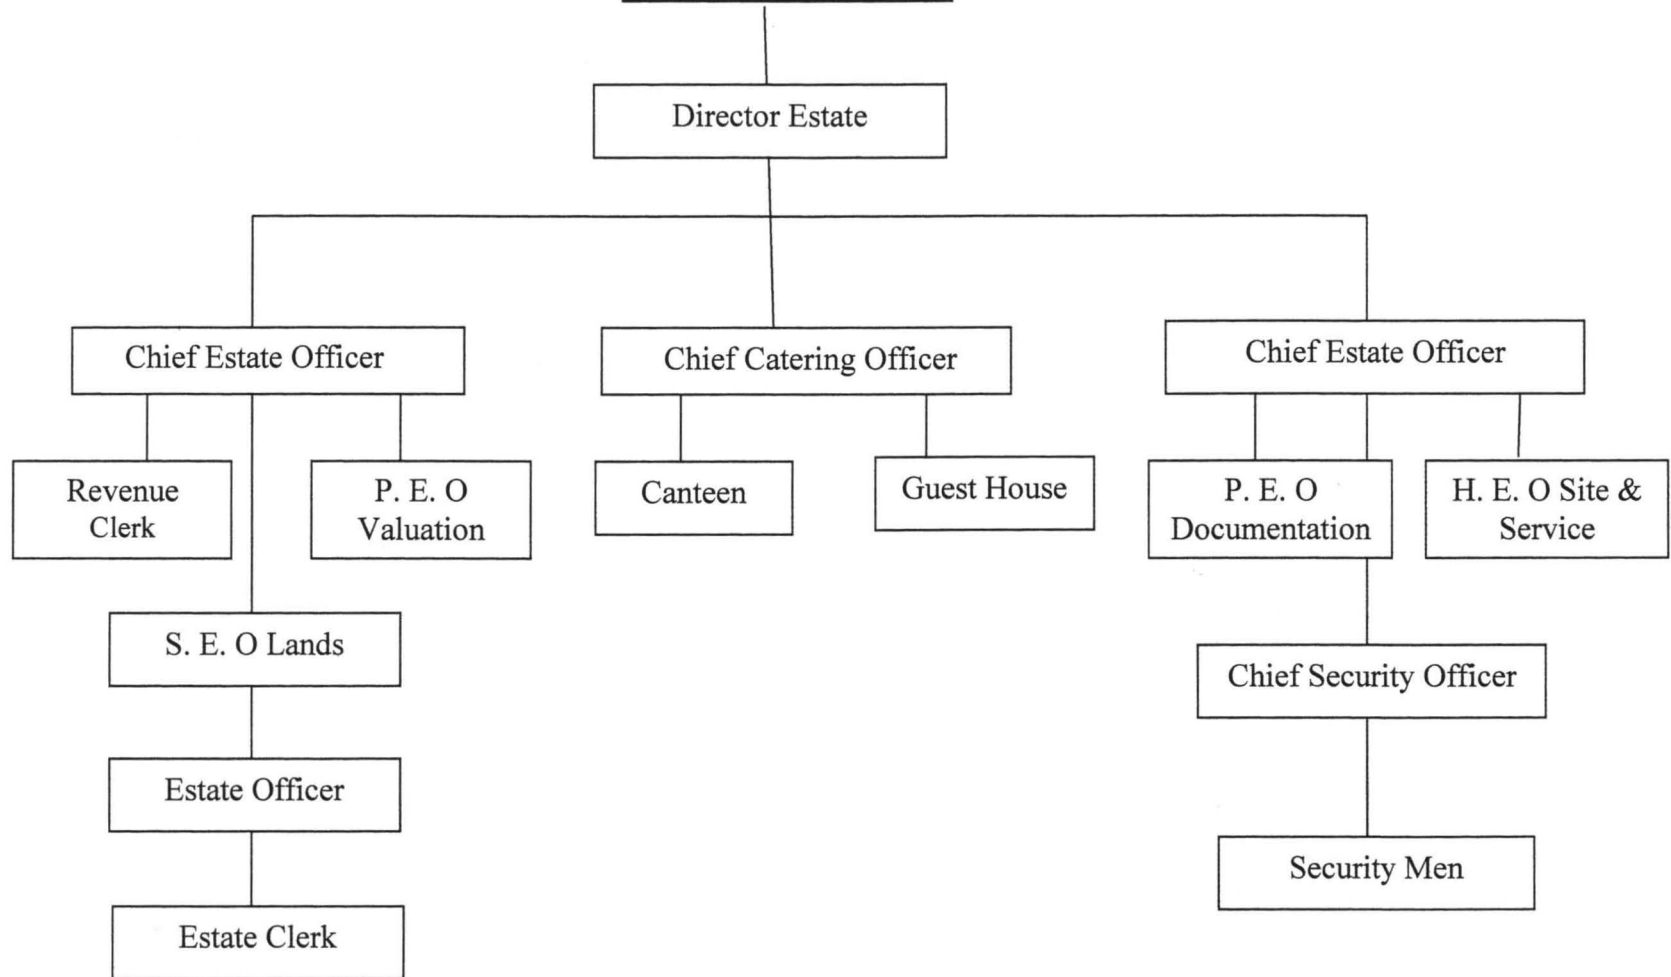 Director Estate
Chief Estate Officer
Chief Catering Officer
Chief Estate Officer
Revenue
Clerk
P. E. O
Valuation
Canteen
Guest House
P. E. O
Documentation
H. E. O Site &
Service
S. E. O Lands
Chief Security Officer
Estate Officer
Security Men
Estate Clerk